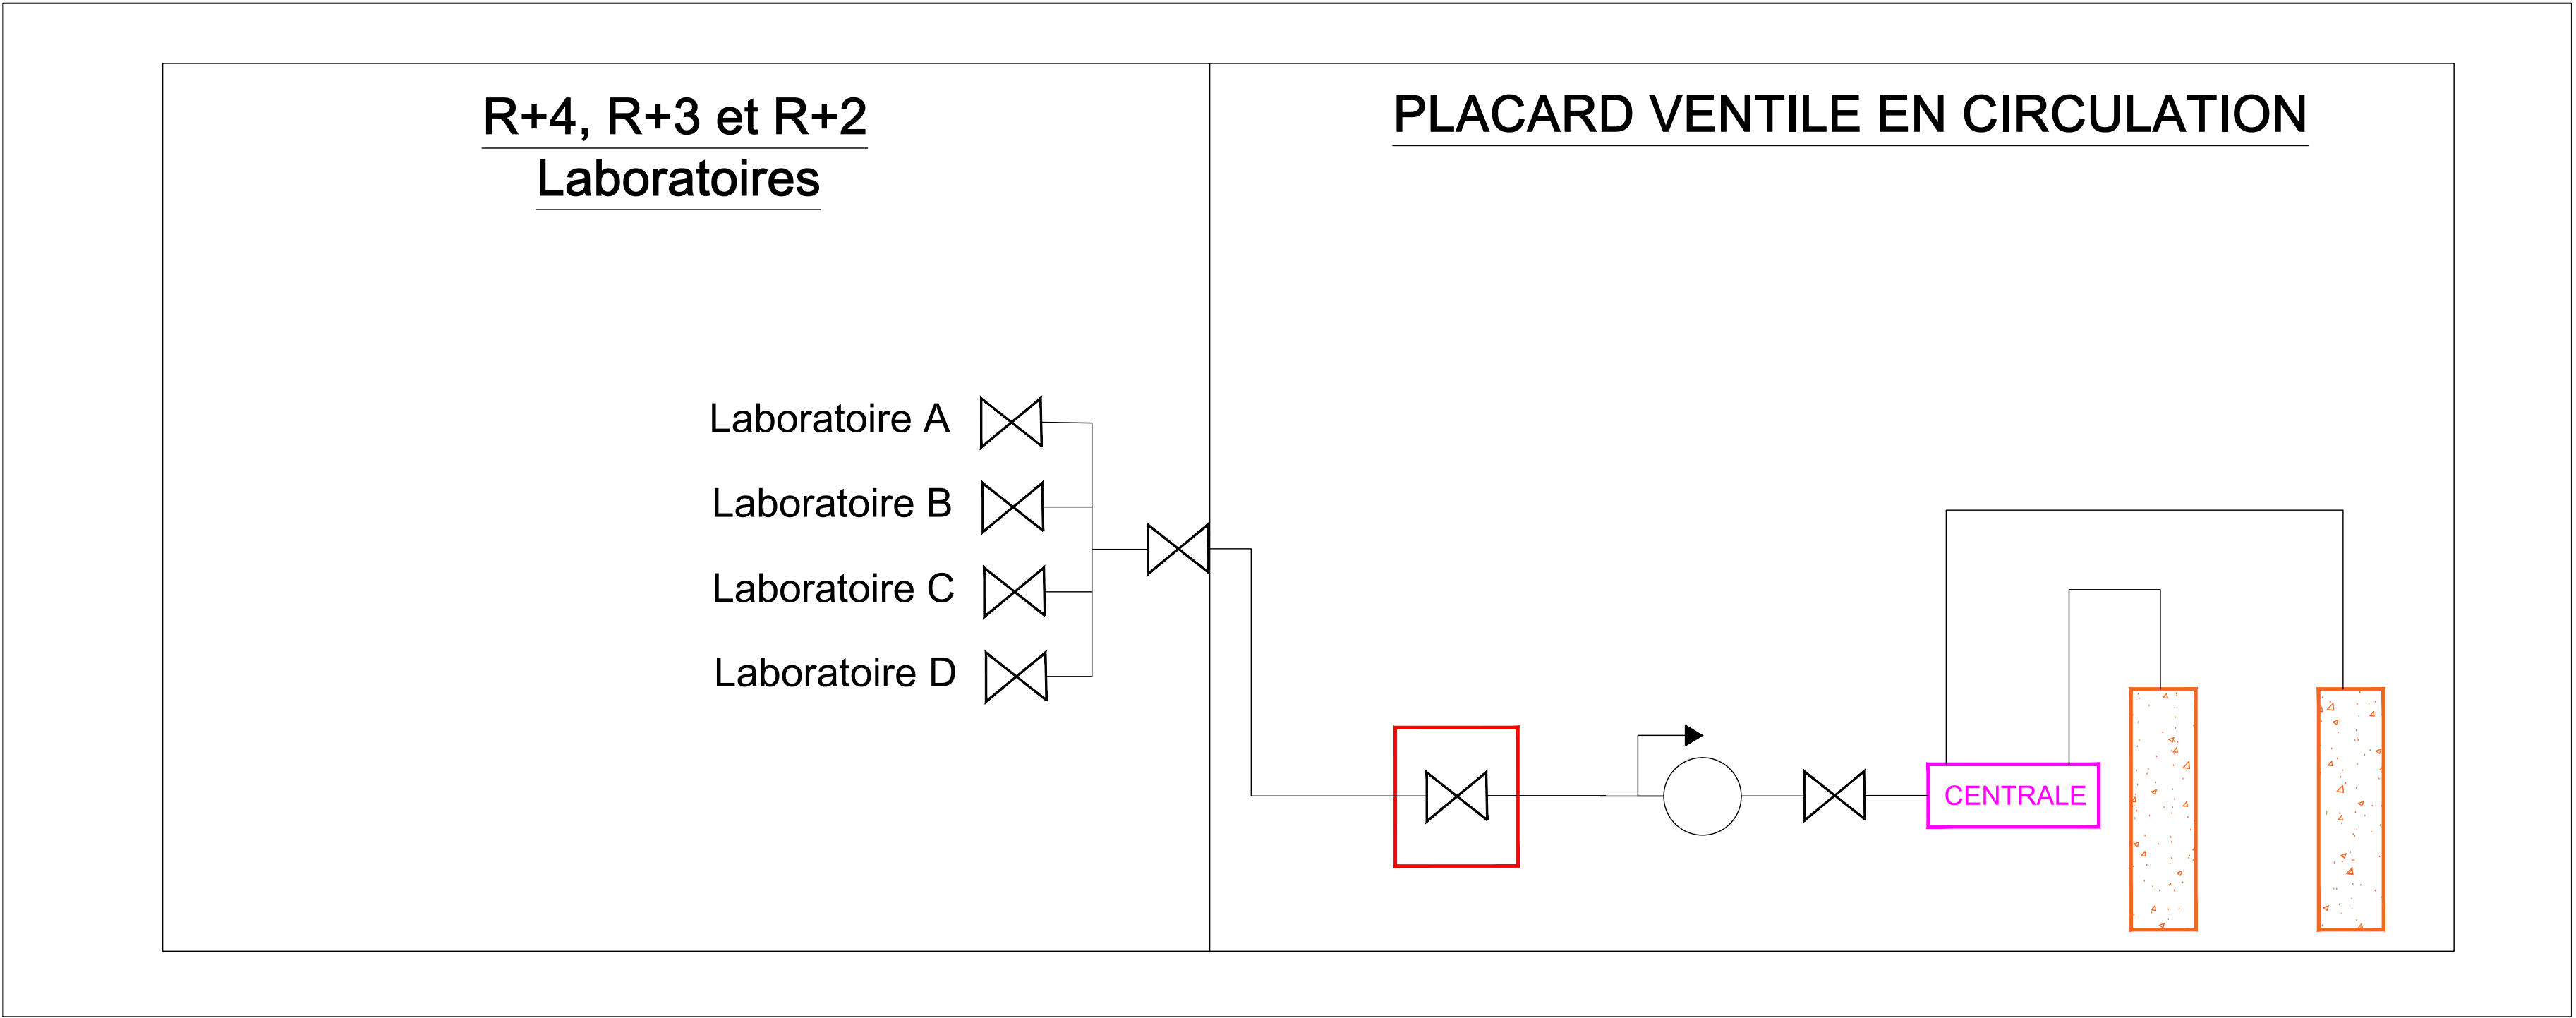 R+4, R+3 et R+2
Laboratoires
PLACARD VENTILE EN CIRCULATION
Laboratoire A
Laboratoire B
Laboratoire C
Laboratoire D
CENTRALE